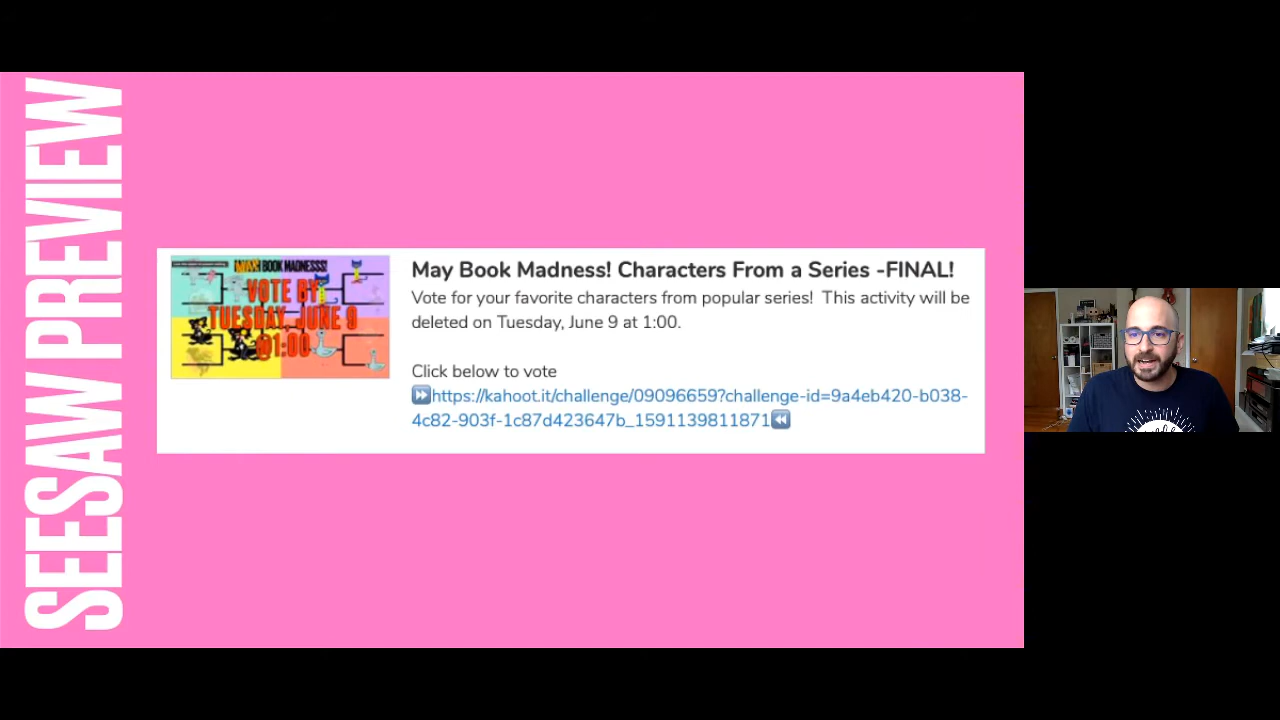 SEESAW PREVIEW
MAY BOOK MADNESSS!
VOTE BY
TUESDAY, JUNE 9
@1:00
May Book Madness! Characters From a Series -FINAL!
Vote for your favorite characters from popular series!  This activity will be
deleted on Tuesday, June 9 at 1:00.
Click below to vote
⏩https://kahoot.it/challenge/09096659?challenge-id=9a4eb420-b038-
4c82-903f-1c87d423647b_1591139811871⏪